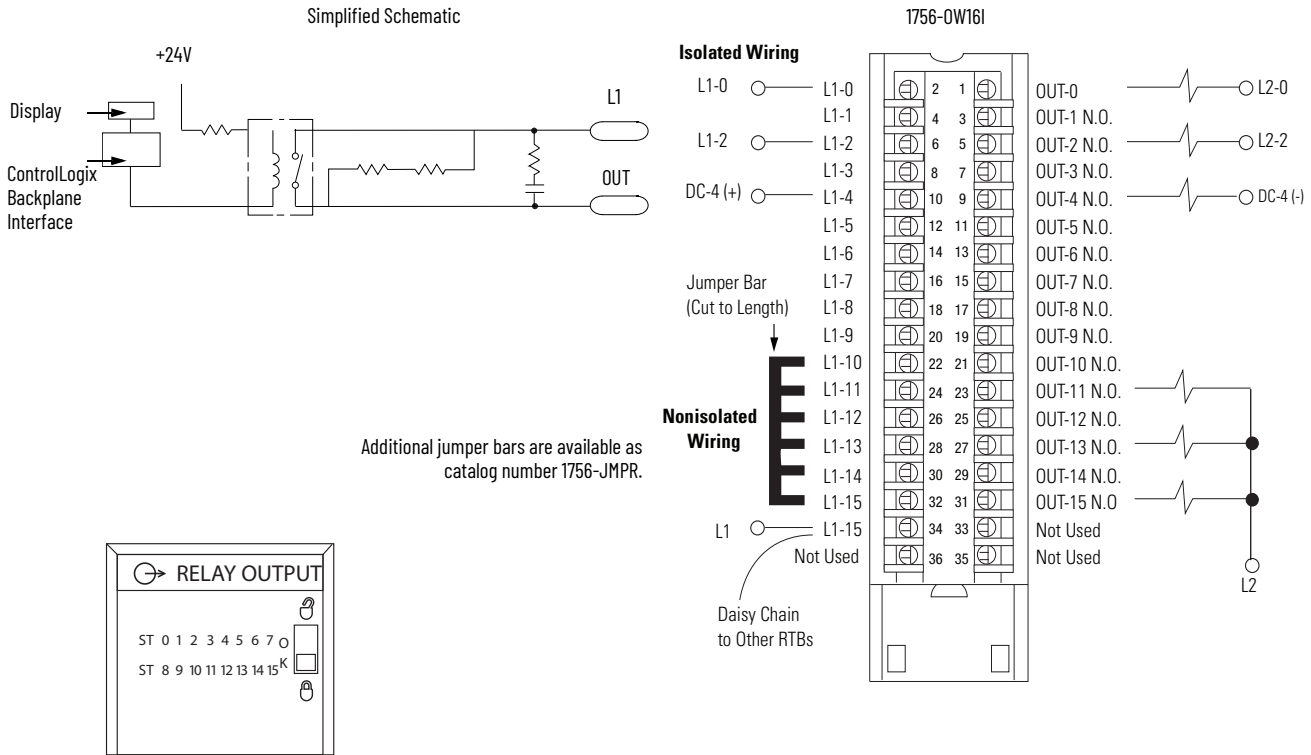 Simplified Schematic
+24V
Display
ControlLogix
Backplane
Interface
L1
OUT
Additional jumper bars are available as
catalog number 1756-JMPR.
RELAY OUTPUT
ST 0 1 2 3 4 5 6 7 O
ST 8 9 10 11 12 13 14 15 K
1756-OW16I
Isolated Wiring
L1-0 L1-0 2 1 OUT-0 L2-0
L1-1 4 3 OUT-1 N.O.
L1-2 L1-2 6 5 OUT-2 N.O. L2-2
L1-3 8 7 OUT-3 N.O.
DC-4 (+) L1-4 10 9 OUT-4 N.O. DC-4 (-)
L1-5 12 11 OUT-5 N.O.
L1-6 14 13 OUT-6 N.O.
L1-7 16 15 OUT-7 N.O.
L1-8 18 17 OUT-8 N.O.
L1-9 20 19 OUT-9 N.O.
L1-10 22 21 OUT-10 N.O.
L1-11 24 23 OUT-11 N.O.
L1-12 26 25 OUT-12 N.O.
L1-13 28 27 OUT-13 N.O.
L1-14 30 29 OUT-14 N.O.
L1-15 32 31 OUT-15 N.O
L1 L1-15 34 33 Not Used
Not Used 36 35 Not Used
Jumper Bar
(Cut to Length)
Nonisolated
Wiring
L2
Daisy Chain
to Other RTBs